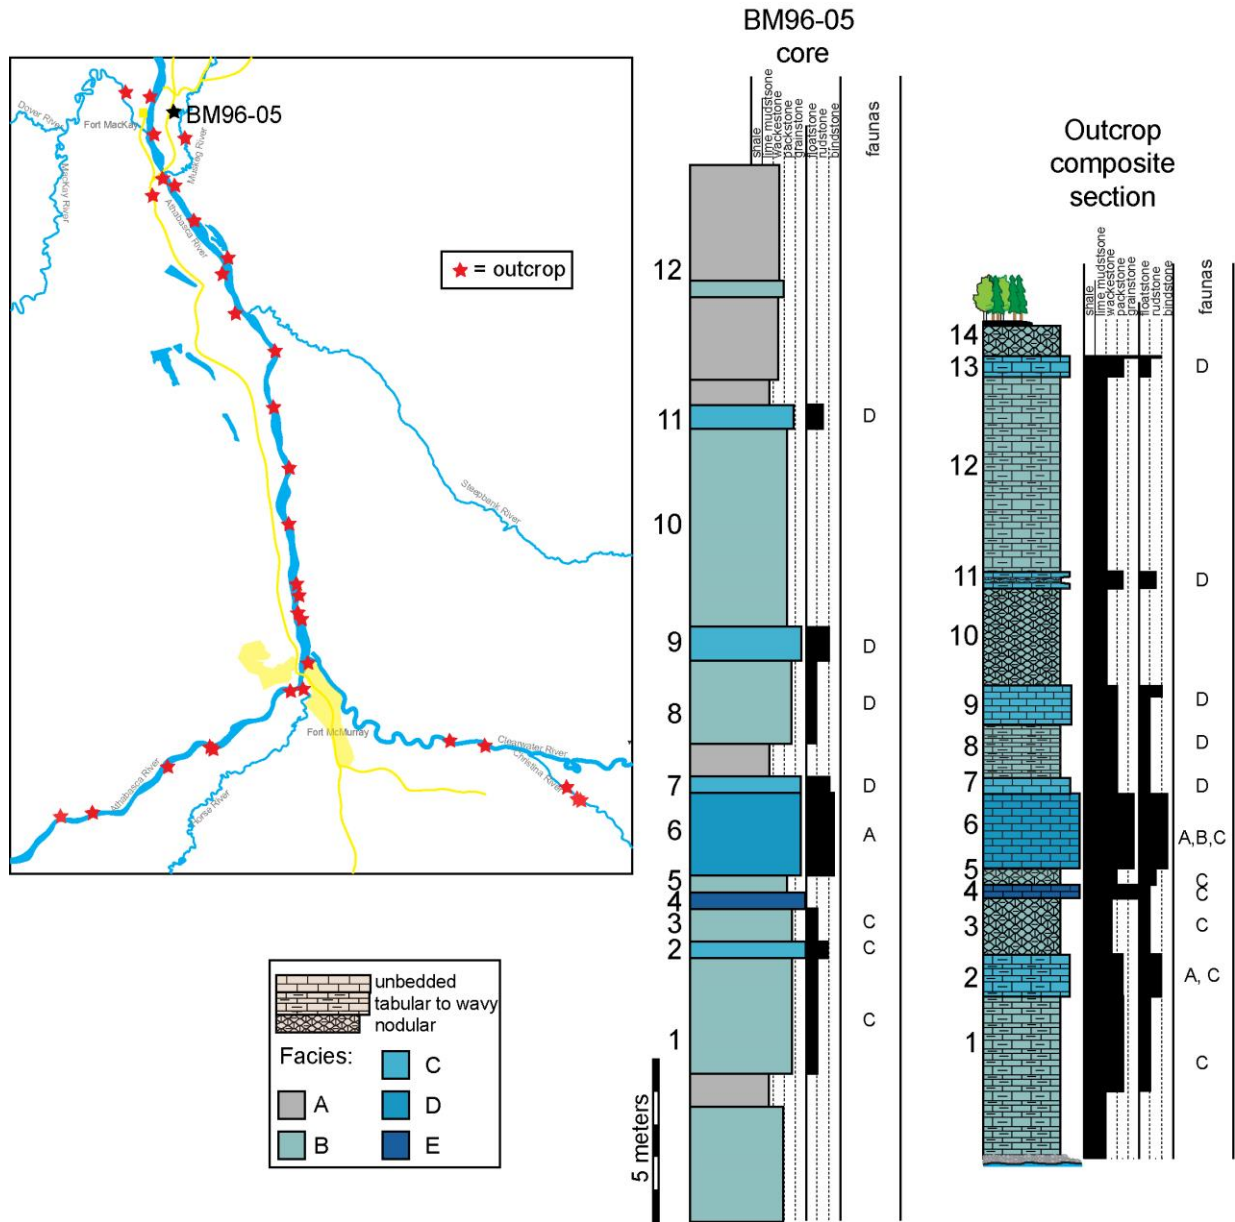 BM96-05
core
shale
lime mudstsone
wackestone
packstone
grainstone
floatstone
rudstone
bindstone
faunas
Dover River
Fort MacKay
BM96-05
Muskeg River
MacKay River
Athabasca River
= outcrop
Steepbank River
Fort McMurray
Clearwater River
Christina River
Athabasca River
Horse River
12
11
D
10
9
D
8
D
7
D
6
A
5
4
3
C
2
C
1
C
5 meters
Outcrop
composite
section
shale
lime mudstsone
wackestone
packstone
grainstone
floatstone
rudstone
bindstone
faunas
14
13
D
12
11
D
10
9
D
8
D
7
D
6
A,B,C
5
C
4
C
3
C
2
A, C
1
C
unbedded
tabular to wavy
nodular
Facies:
C
A
D
B
E